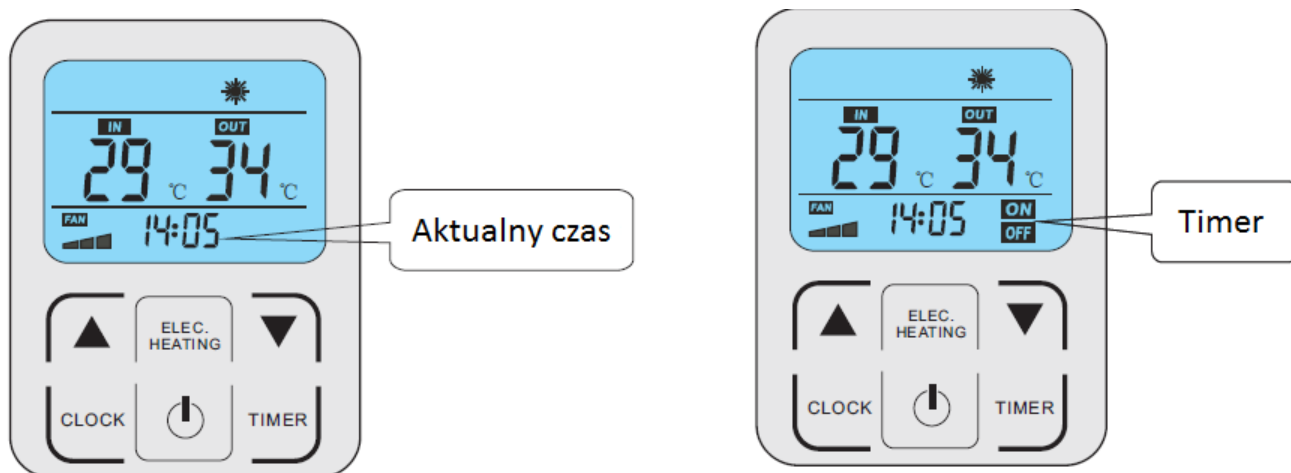 IN OUT
29 ℃ 34 ℃
FAN 14:05
Aktualny czas
ELEC.
HEATING
CLOCK TIMER
IN OUT
29 ℃ 34 ℃
FAN 14:05 ON
OFF
Timer
ELEC.
HEATING
CLOCK TIMER